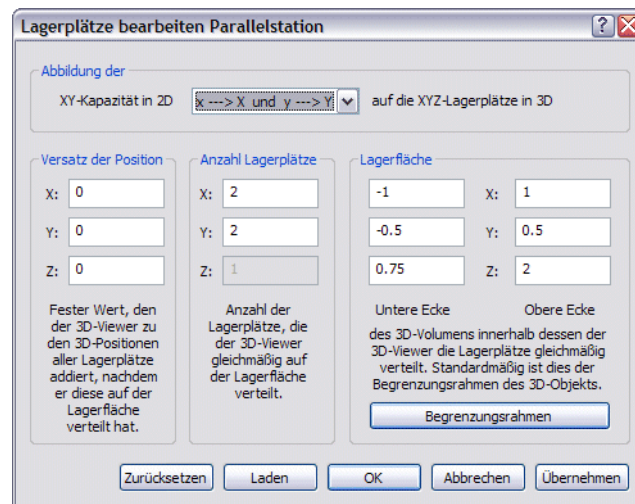 Lagerplätze bearbeiten Parallelstation
Abbildung der
XY-Kapazität in 2D x ---> X und y ---> Y auf die XYZ-Lagerplätze in 3D
Versatz der Position
X: 0
Y: 0
Z: 0
Fester Wert, den
der 3D-Viewer zu
den 3D-Positionen
aller Lagerplätze
addiert, nachdem
er diese auf der
Lagerfläche
verteilt hat.
Anzahl Lagerplätze
X: 2
Y: 2
Z: 1
Anzahl der
Lagerplätze, die
der 3D-Viewer
gleichmäßig auf
der Lagerfläche
verteilt.
Lagerfläche
-1 X: 1
-0.5 Y: 0.5
0.75 Z: 2
Untere Ecke Obere Ecke
des 3D-Volumens innerhalb dessen der
3D-Viewer die Lagerplätze gleichmäßig
verteilt. Standardmäßig ist dies der
Begrenzungsrahmen des 3D-Objekts.
Begrenzungsrahmen
Zurücksetzen Laden OK Abbrechen Übernehmen